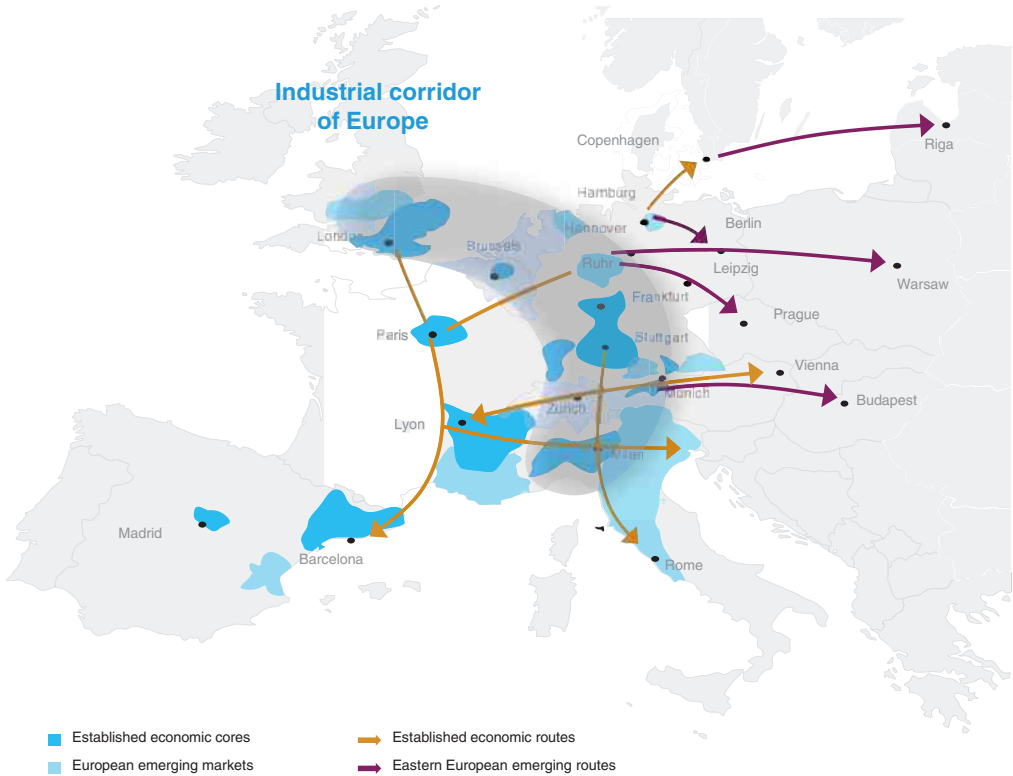 Industrial corridor
of Europe
Copenhagen
Riga
Hamburg
Berlin
Hannover
London
Brussels
Ruhr
Leipzig
Warsaw
Frankfurt
Prague
Paris
Stuttgart
Vienna
Munich
Budapest
Zurich
Lyon
Milan
Madrid
Barcelona
Rome
Established economic cores
Established economic routes
European emerging markets
Eastern European emerging routes